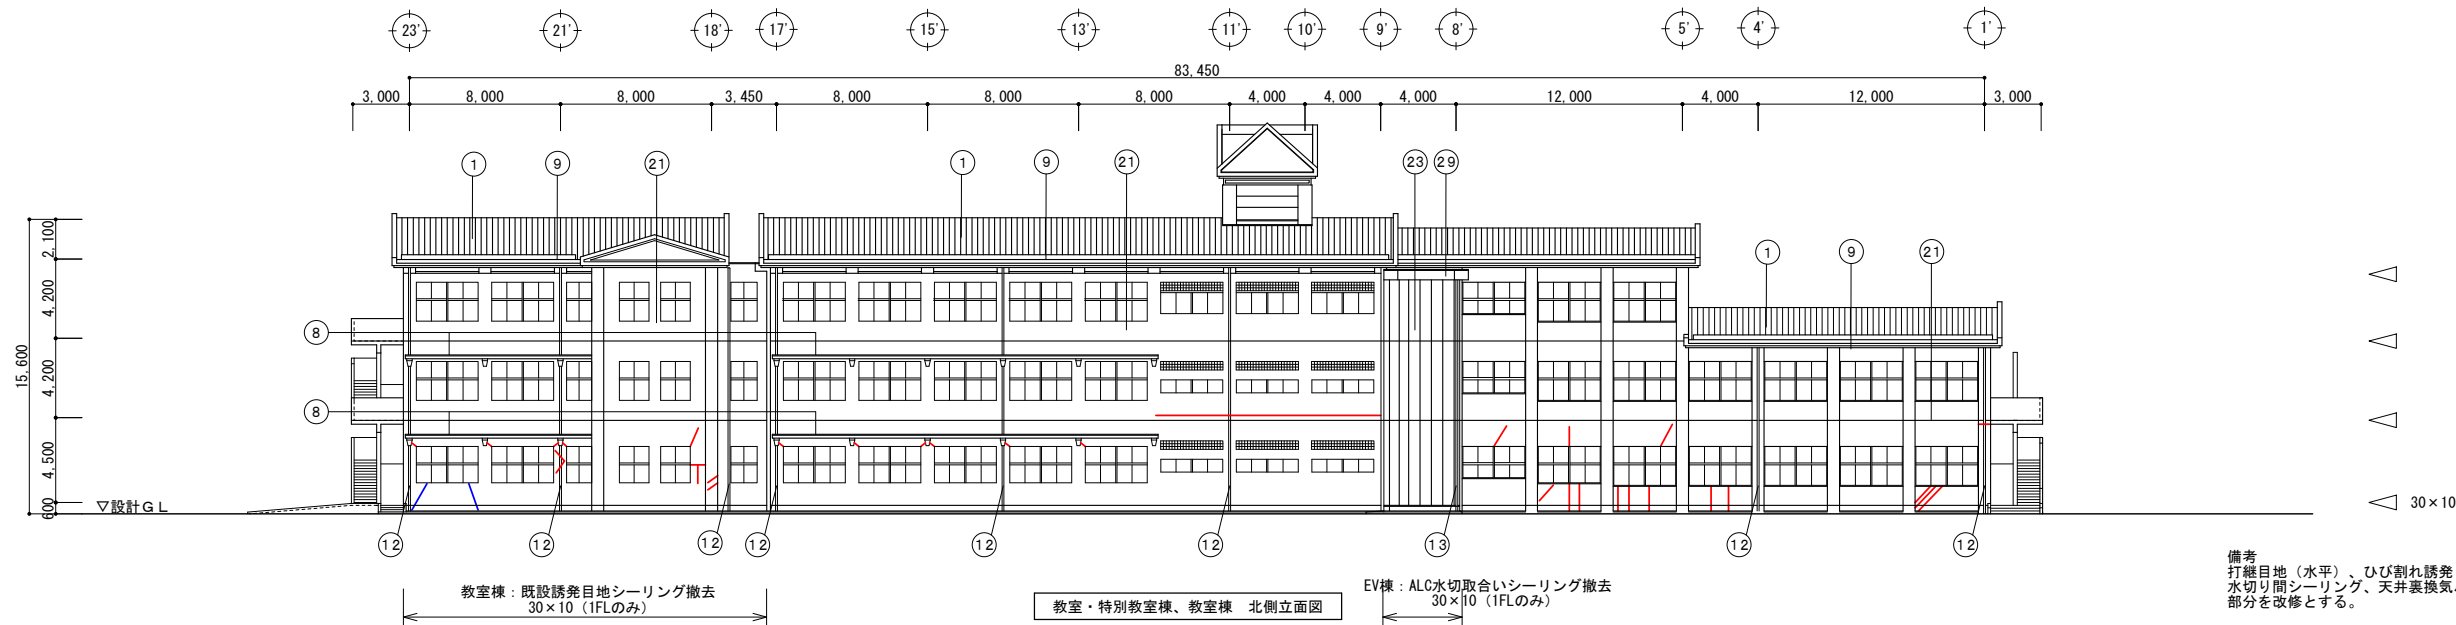 23' 21' 18' 17' 15' 13' 11' 10' 9' 8' 5' 4' 1'
83,450
3,000 8,000 8,000 3,450 8,000 8,000 8,000 4,000 4,000 4,000 12,000 4,000 12,000 3,000
1 9 21 1 9 21 23 29
1 9 21
2,100
4,200
15,600
4,200
4,500
600
8
8
▽設計GL
30×10
12 12 12 12 12 12 13 12 12
教室棟：既設誘発目地シーリング撤去
30×10（1FLのみ）
教室・特別教室棟、教室棟 北側立面図
EV棟：ALC水切取合いシーリング撤去
30×10（1FLのみ）
備考
打継目地（水平）、ひび割れ誘発
水切り間シーリング、天井裏換気
部分を改修とする。